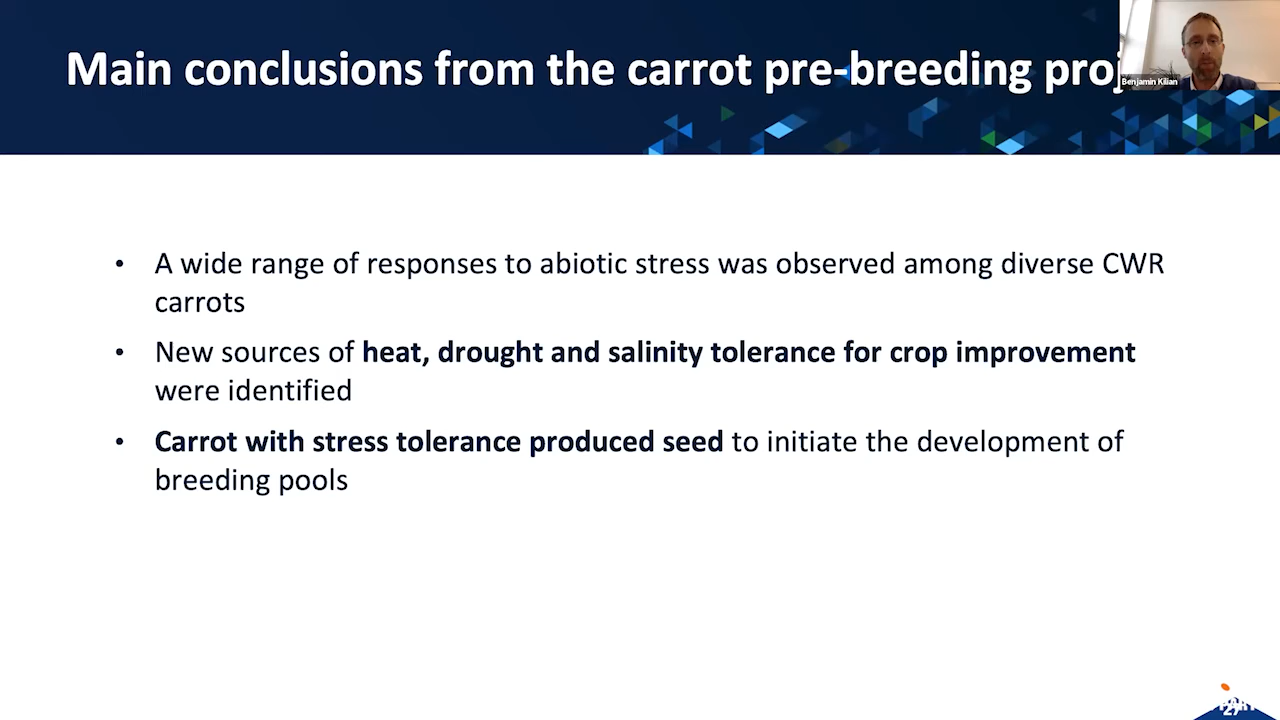 Main conclusions from the carrot pre-breeding proj
Benjamin Kilian
• A wide range of responses to abiotic stress was observed among diverse CWR
carrots
• New sources of heat, drought and salinity tolerance for crop improvement
were identified
• Carrot with stress tolerance produced seed to initiate the development of
breeding pools
27